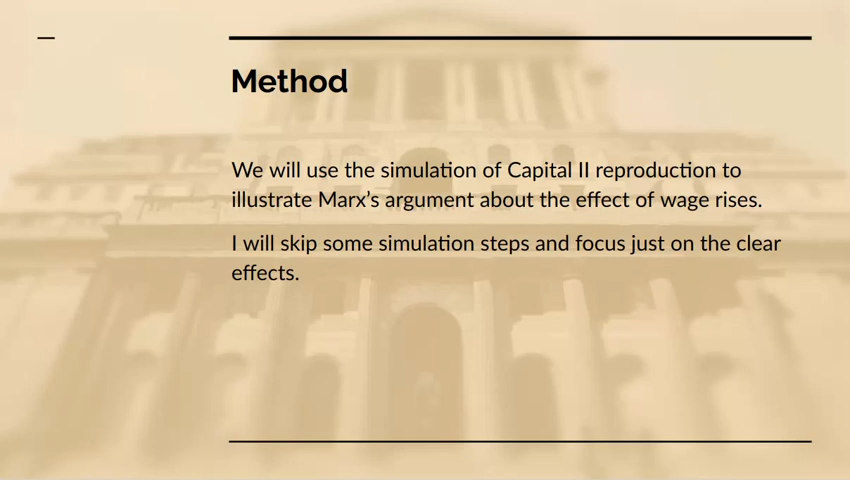 Method
We will use the simulation of Capital II reproduction to
illustrate Marx’s argument about the effect of wage rises.
I will skip some simulation steps and focus just on the clear
effects.